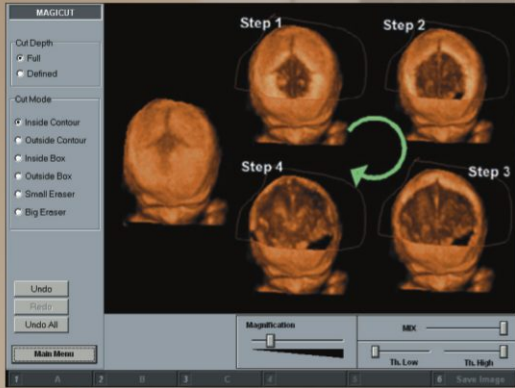 MAGICUT
Cut Depth
Full
Defined
Cut Mode
Inside Contour
Outside Contour
Inside Box
Outside Box
Small Eraser
Big Eraser
Undo
Redo
Undo All
Main Menu
Step 1
Step 2
Step 4
Step 3
Magnification
MIX
Th. Low
Th. High
1 A 2 B 3 C 4 5 6 Save Image